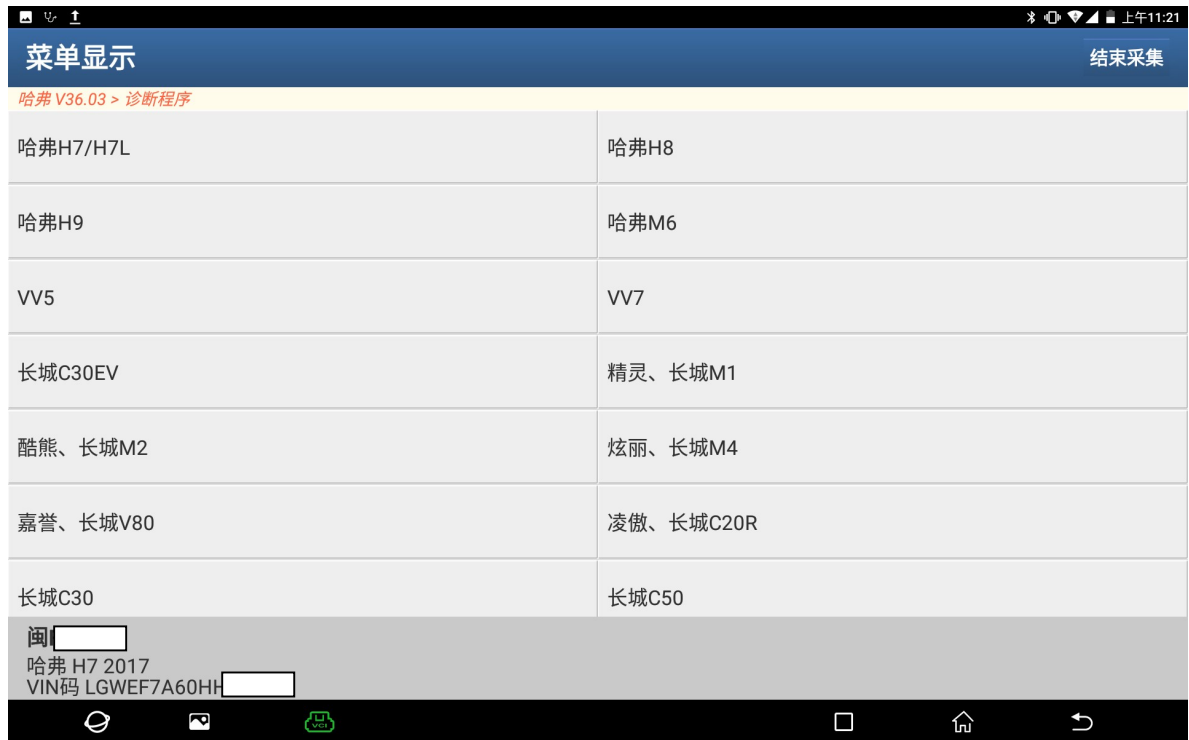 上午11:21
菜单显示
结束采集
哈弗 V36.03 > 诊断程序
哈弗H7/H7L
哈弗H8
哈弗H9
哈弗M6
VV5
VV7
长城C30EV
精灵、长城M1
酷熊、长城M2
炫丽、长城M4
嘉誉、长城V80
凌傲、长城C20R
长城C30
长城C50
闽
哈弗 H7 2017
VIN码 LGWEF7A60HH
VCI